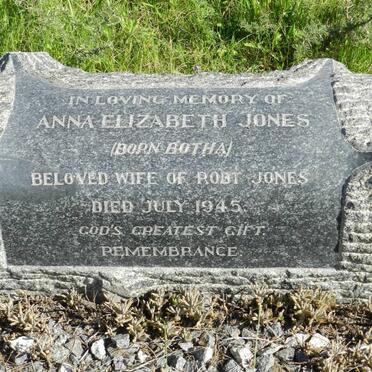 IN LOVING MEMORY OF
ANNA ELIZABETH JONES
(BORN BOTHA)
BELOVED WIFE OF ROBT JONES
DIED JULY 1945.
GOD'S GREATEST GIFT.
REMEMBRANCE.